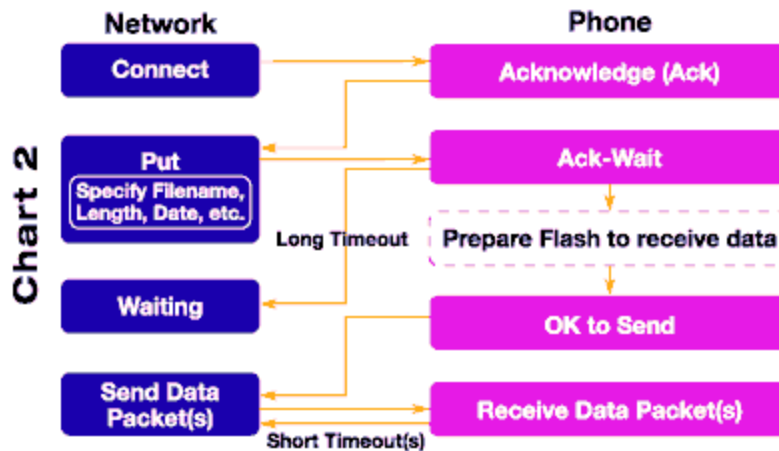 Chart 2
Network
Phone
Connect
Acknowledge (Ack)
Put
Specify Filename,
Length, Date, etc.
Ack-Wait
Long Timeout
Prepare Flash to receive data
Waiting
OK to Send
Send Data
Packet(s)
Receive Data Packet(s)
Short Timeout(s)